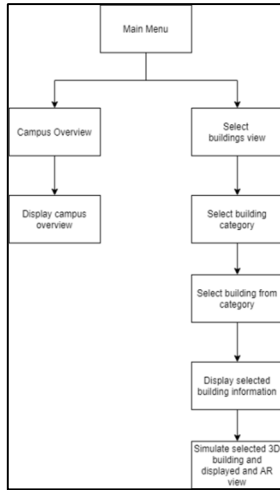 Main Menu
Campus Overview
Select
buildings view
Display campus
overview
Select building
category
Select building from
category
Display selected
building information
Simulate selected 3D
building and
displayed and AR
view